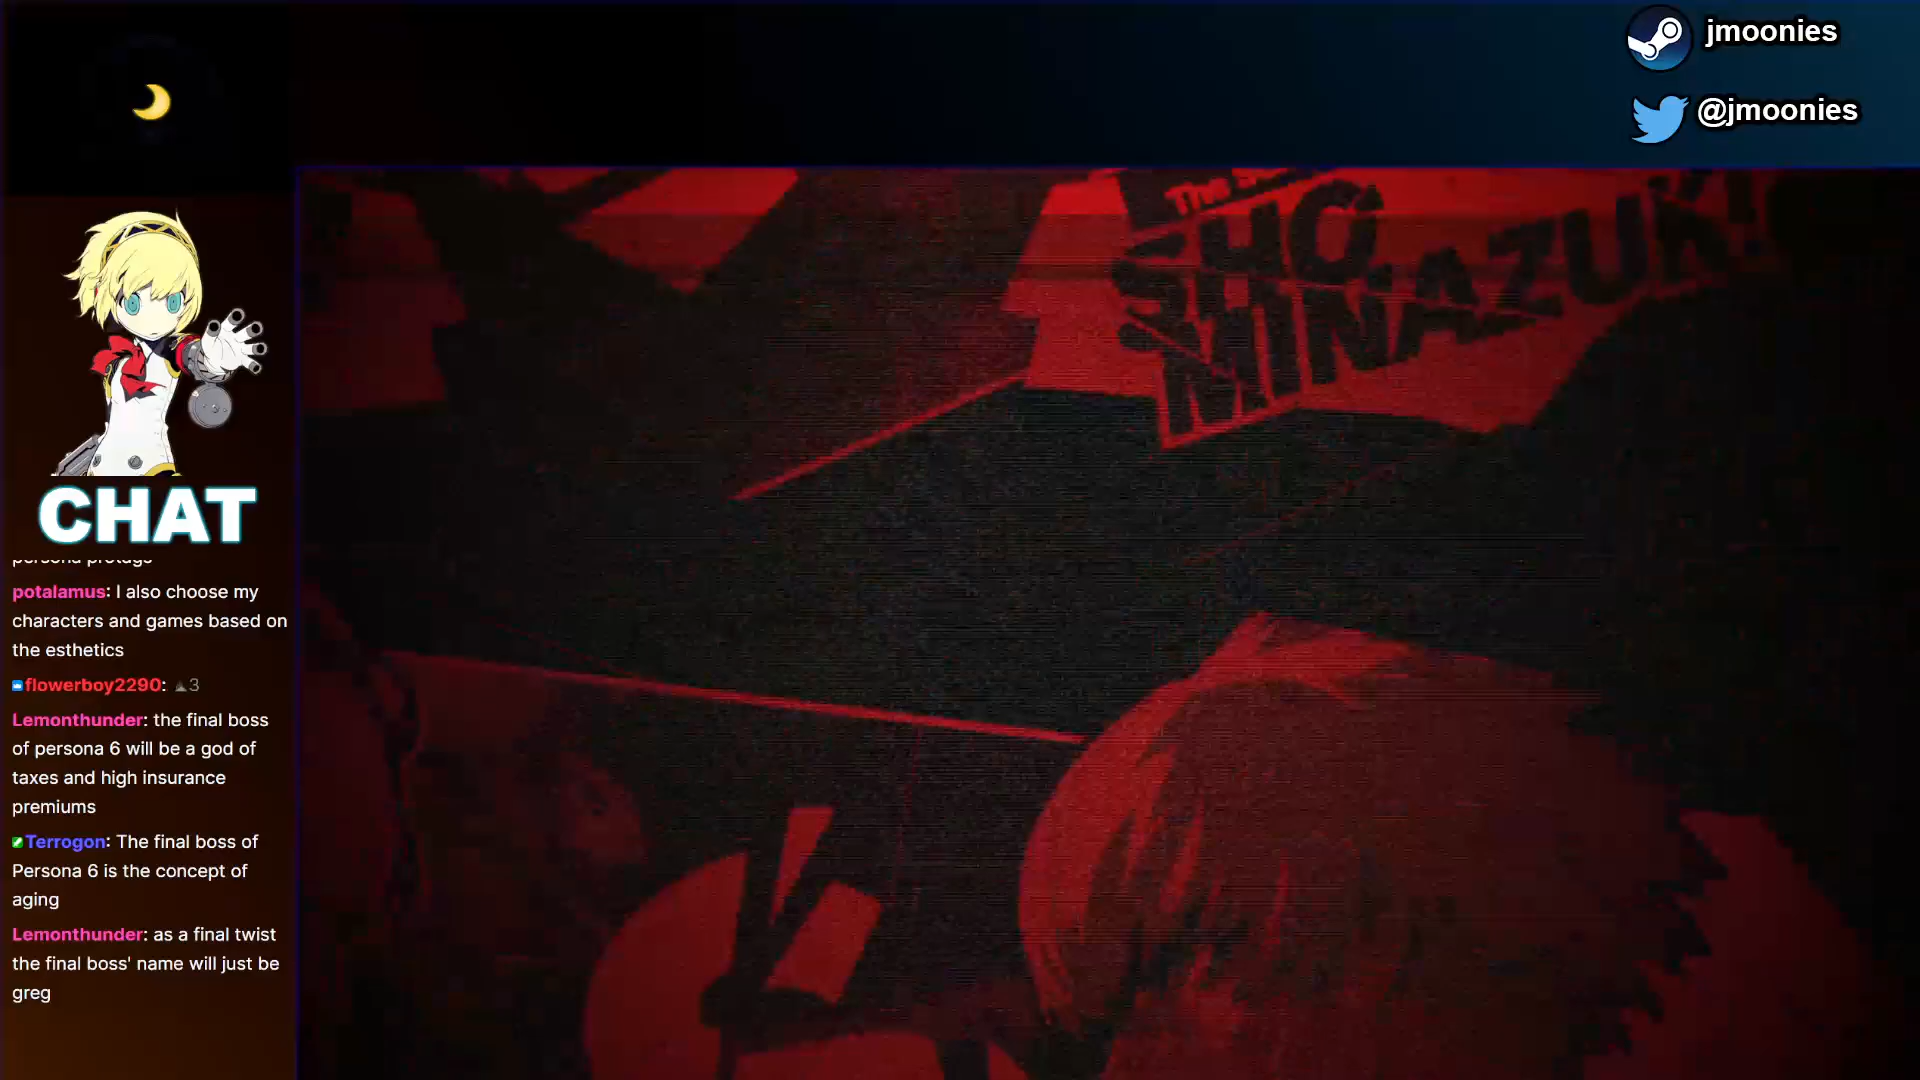 jmoonies
@jmoonies
The
SHO
MINAZUKI
CHAT
persona protags
potalamus: I also choose my
characters and games based on
the esthetics
flowerboy2290: 3
Lemonthunder: the final boss
of persona 6 will be a god of
taxes and high insurance
premiums
Terrogon: The final boss of
Persona 6 is the concept of
aging
Lemonthunder: as a final twist
the final boss' name will just be
greg